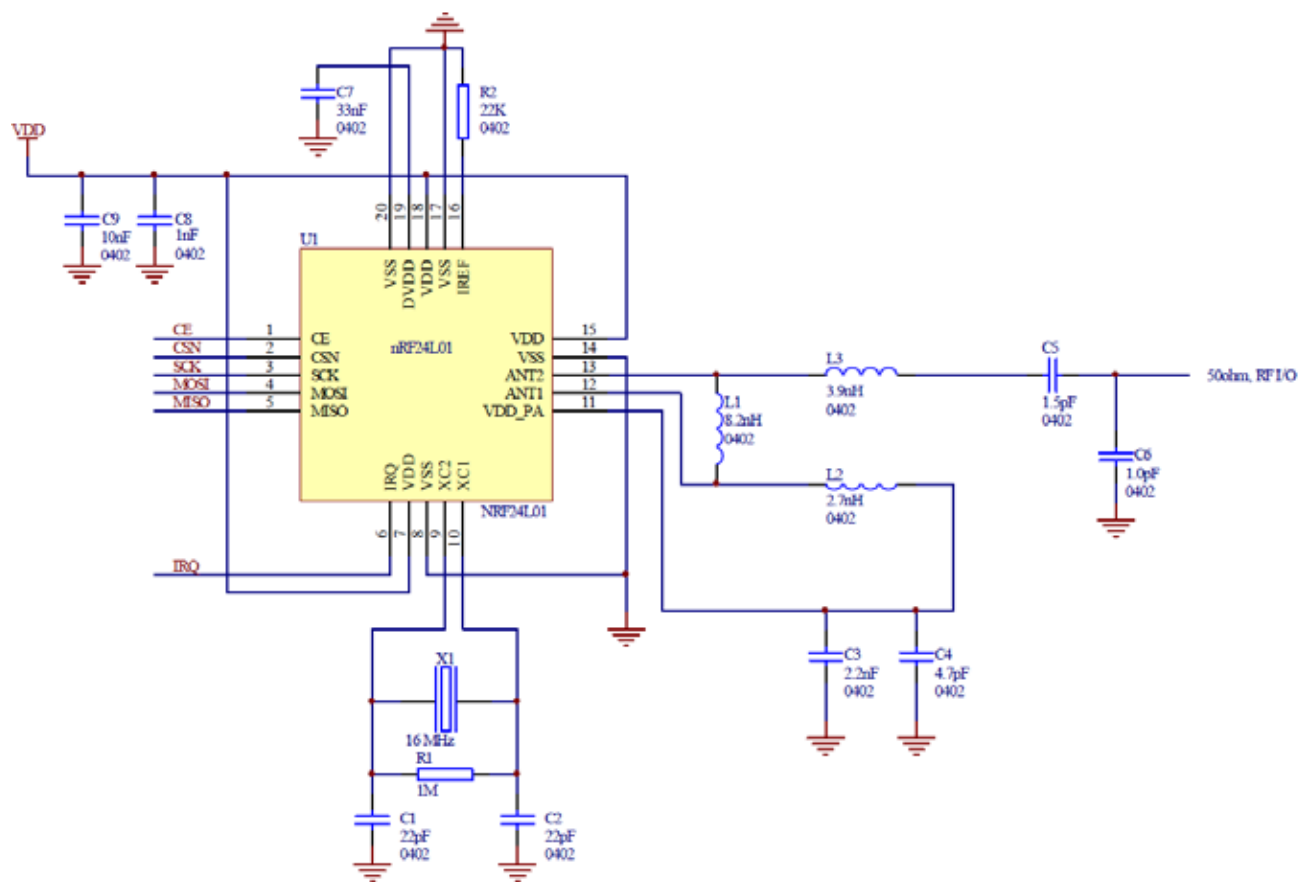 C7
33nF
0402
R2
22K
0402
VDD
C9
10nF
0402
C8
1nF
0402
20
19
18
17
16
U1
VSS
DVDD
VDD
VSS
IREF
nRF24L01
CE
1
CE
CSN
2
CSN
SCK
3
SCK
MOSI
4
MOSI
MISO
5
MISO
VDD
15
VSS
14
ANT2
13
ANT1
12
VDD_PA
11
L3
3.9nH
0402
C5
1.5pF
0402
50ohm, RF I/O
L1
8.2nH
0402
C6
1.0pF
0402
L2
2.7nH
0402
IRQ
VDD
VSS
XC2
XC1
NRF24L01
6
7
8
9
10
IRQ
C3
2.2nF
0402
C4
4.7pF
0402
X1
16 MHz
R1
1M
C1
22pF
0402
C2
22pF
0402